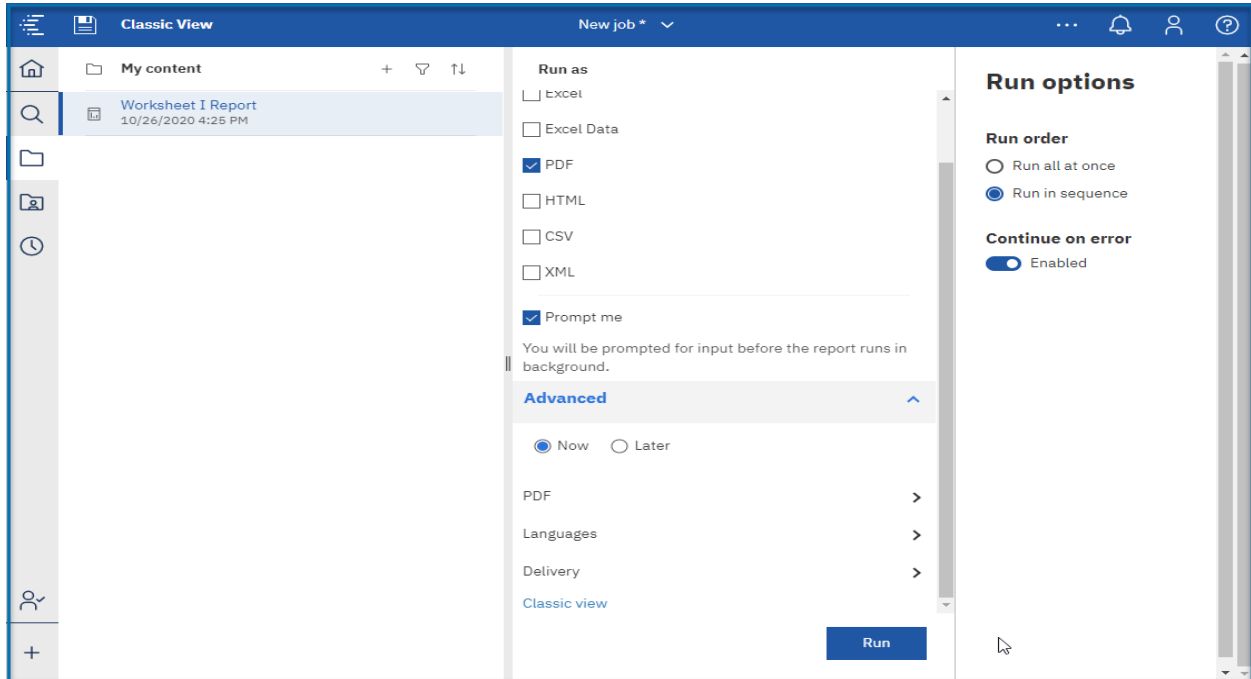 Classic View
New job *
My content
Worksheet I Report
10/26/2020 4:25 PM
Run as
Excel
Excel Data
PDF
HTML
CSV
XML
Prompt me
You will be prompted for input before the report runs in
background.
Advanced
Now
Later
PDF
Languages
Delivery
Classic view
Run
Run options
Run order
Run all at once
Run in sequence
Continue on error
Enabled